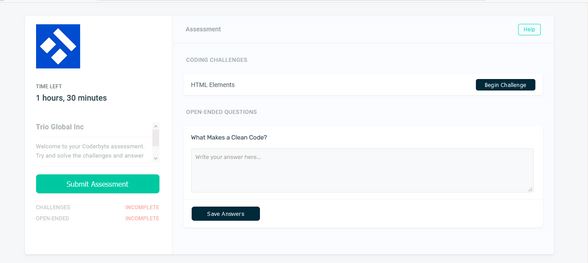 Assessment
Help
TIME LEFT
1 hours, 30 minutes
Trio Global Inc
Welcome to your Coderbyte assessment.
Try and solve the challenges and answer
Submit Assessment
CHALLENGES INCOMPLETE
OPEN-ENDED INCOMPLETE
CODING CHALLENGES
HTML Elements
Begin Challenge
OPEN-ENDED QUESTIONS
What Makes a Clean Code?
Write your answer here...
Save Answers